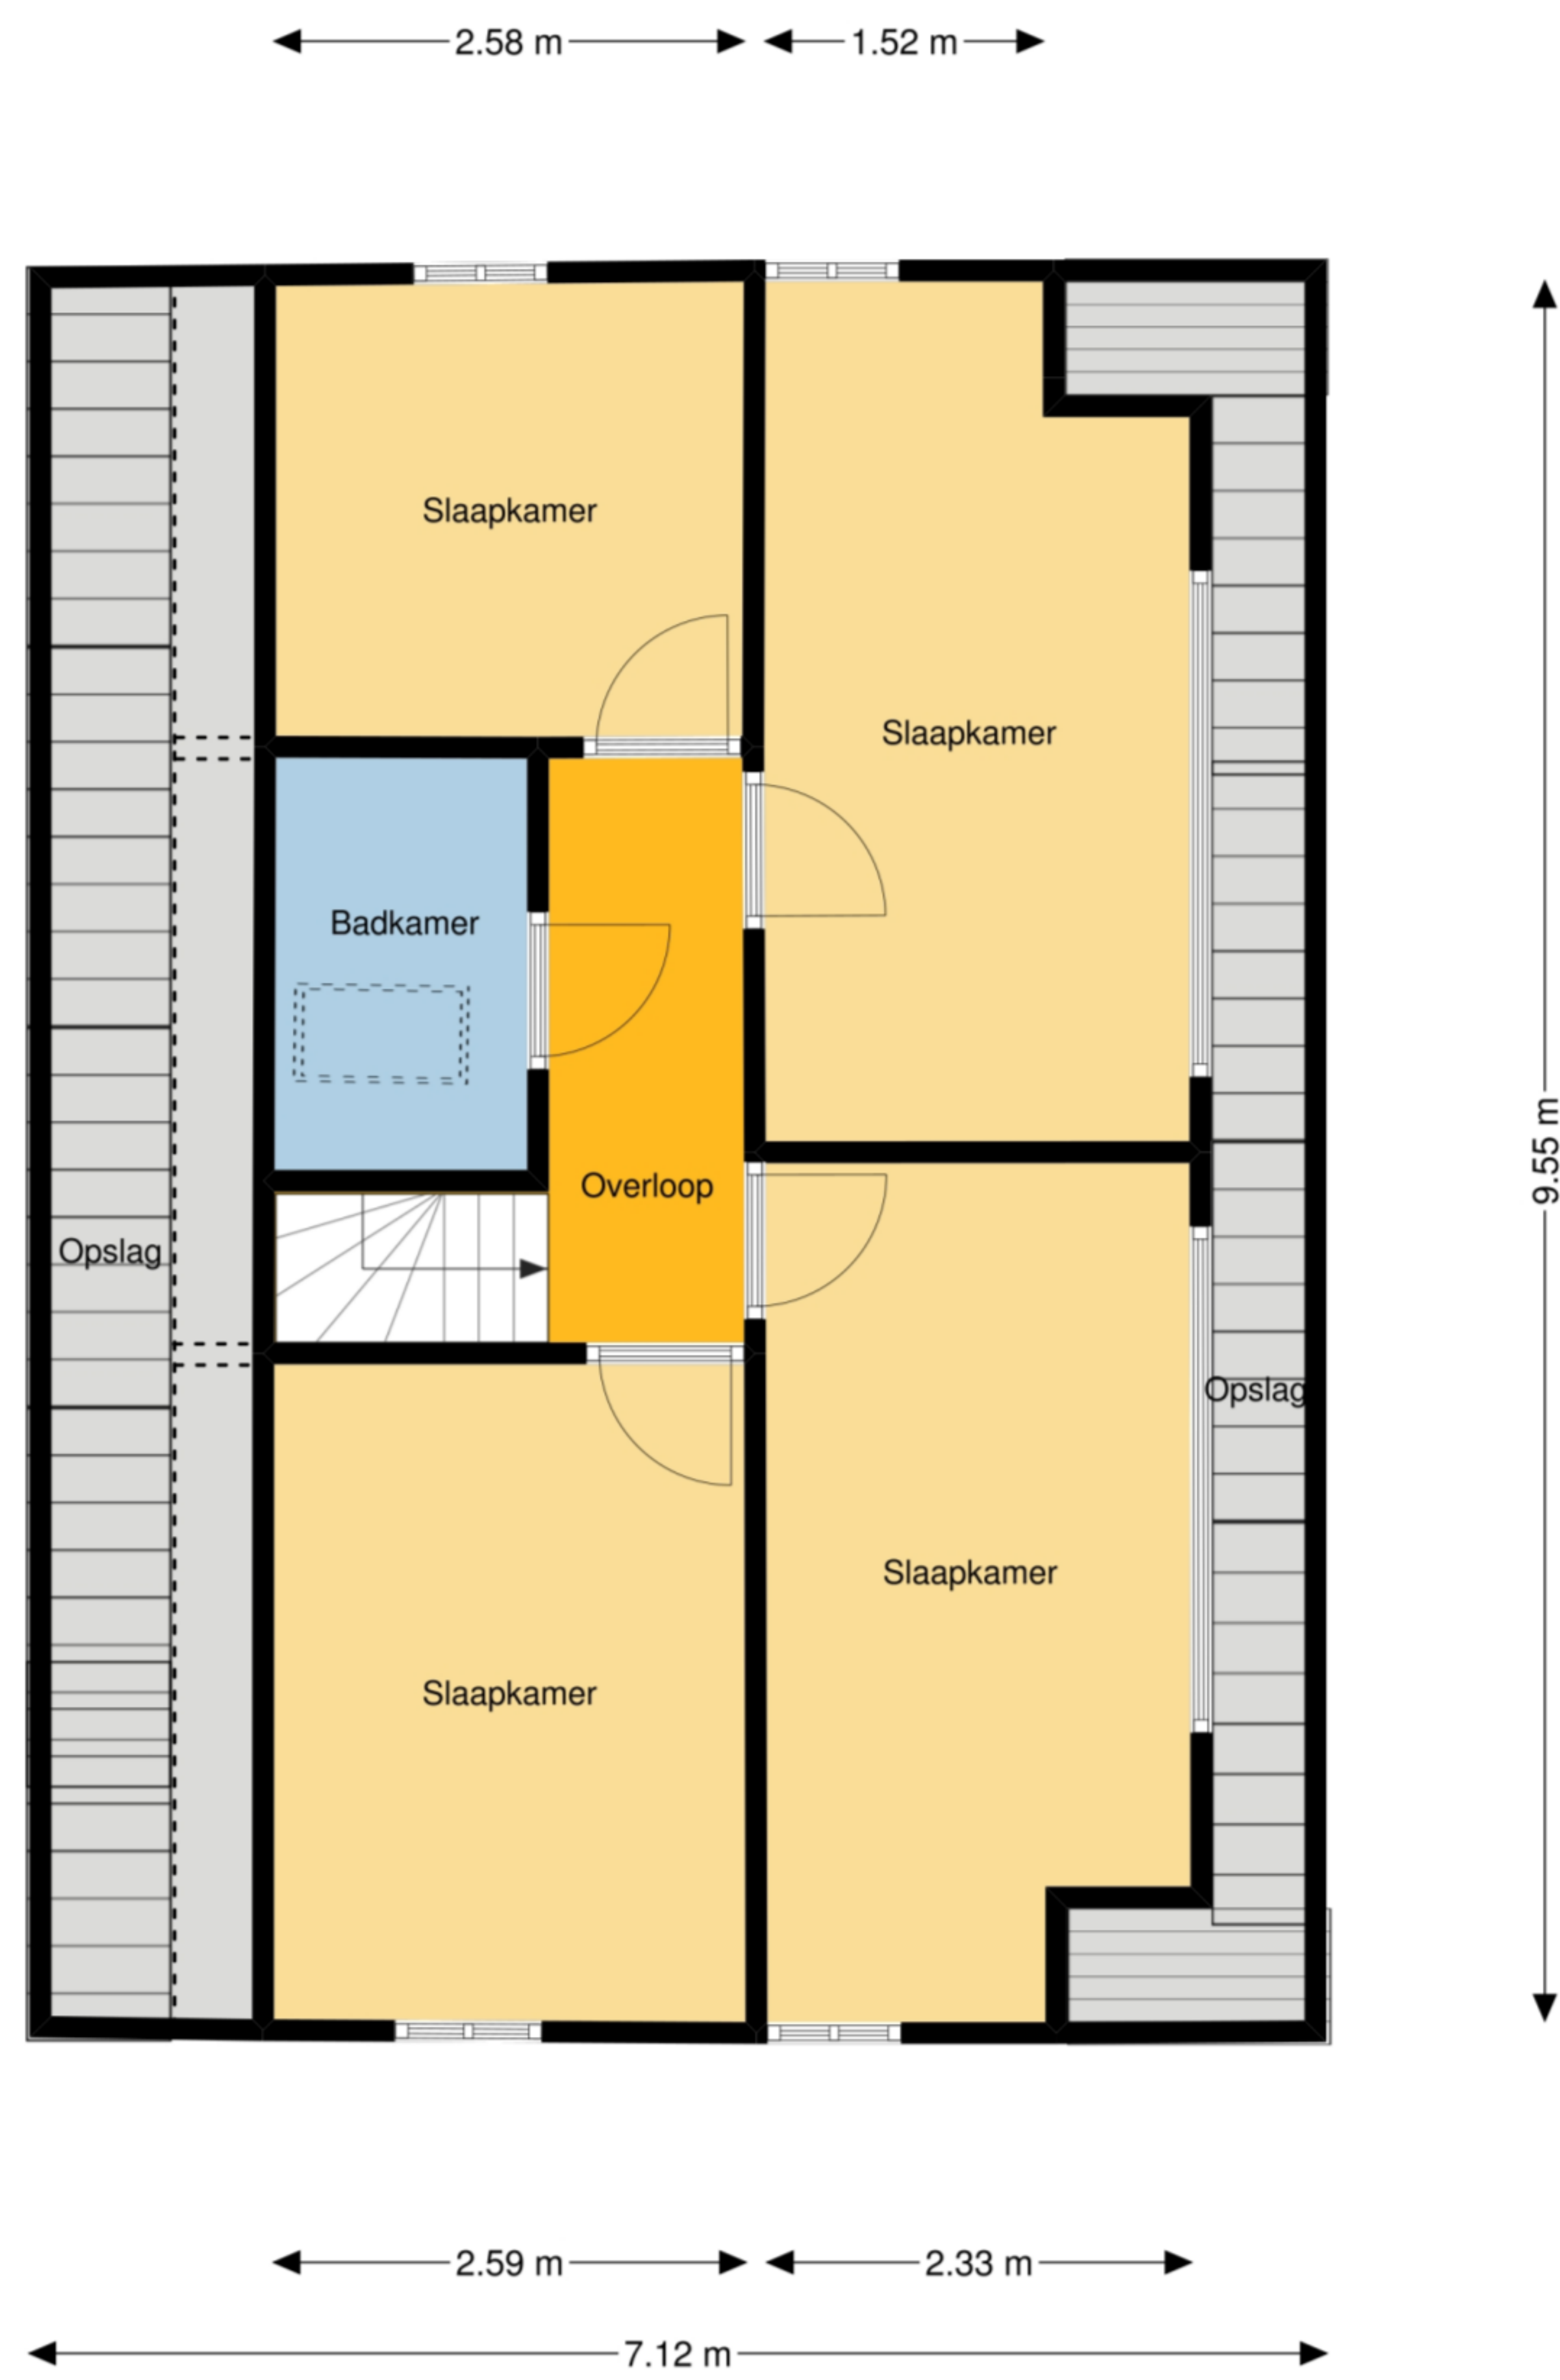 2.58 m
1.52 m
Slaapkamer
Slaapkamer
Badkamer
9.55 m
Overloop
Opslag
Opslag
Slaapkamer
Slaapkamer
2.59 m
2.33 m
7.12 m